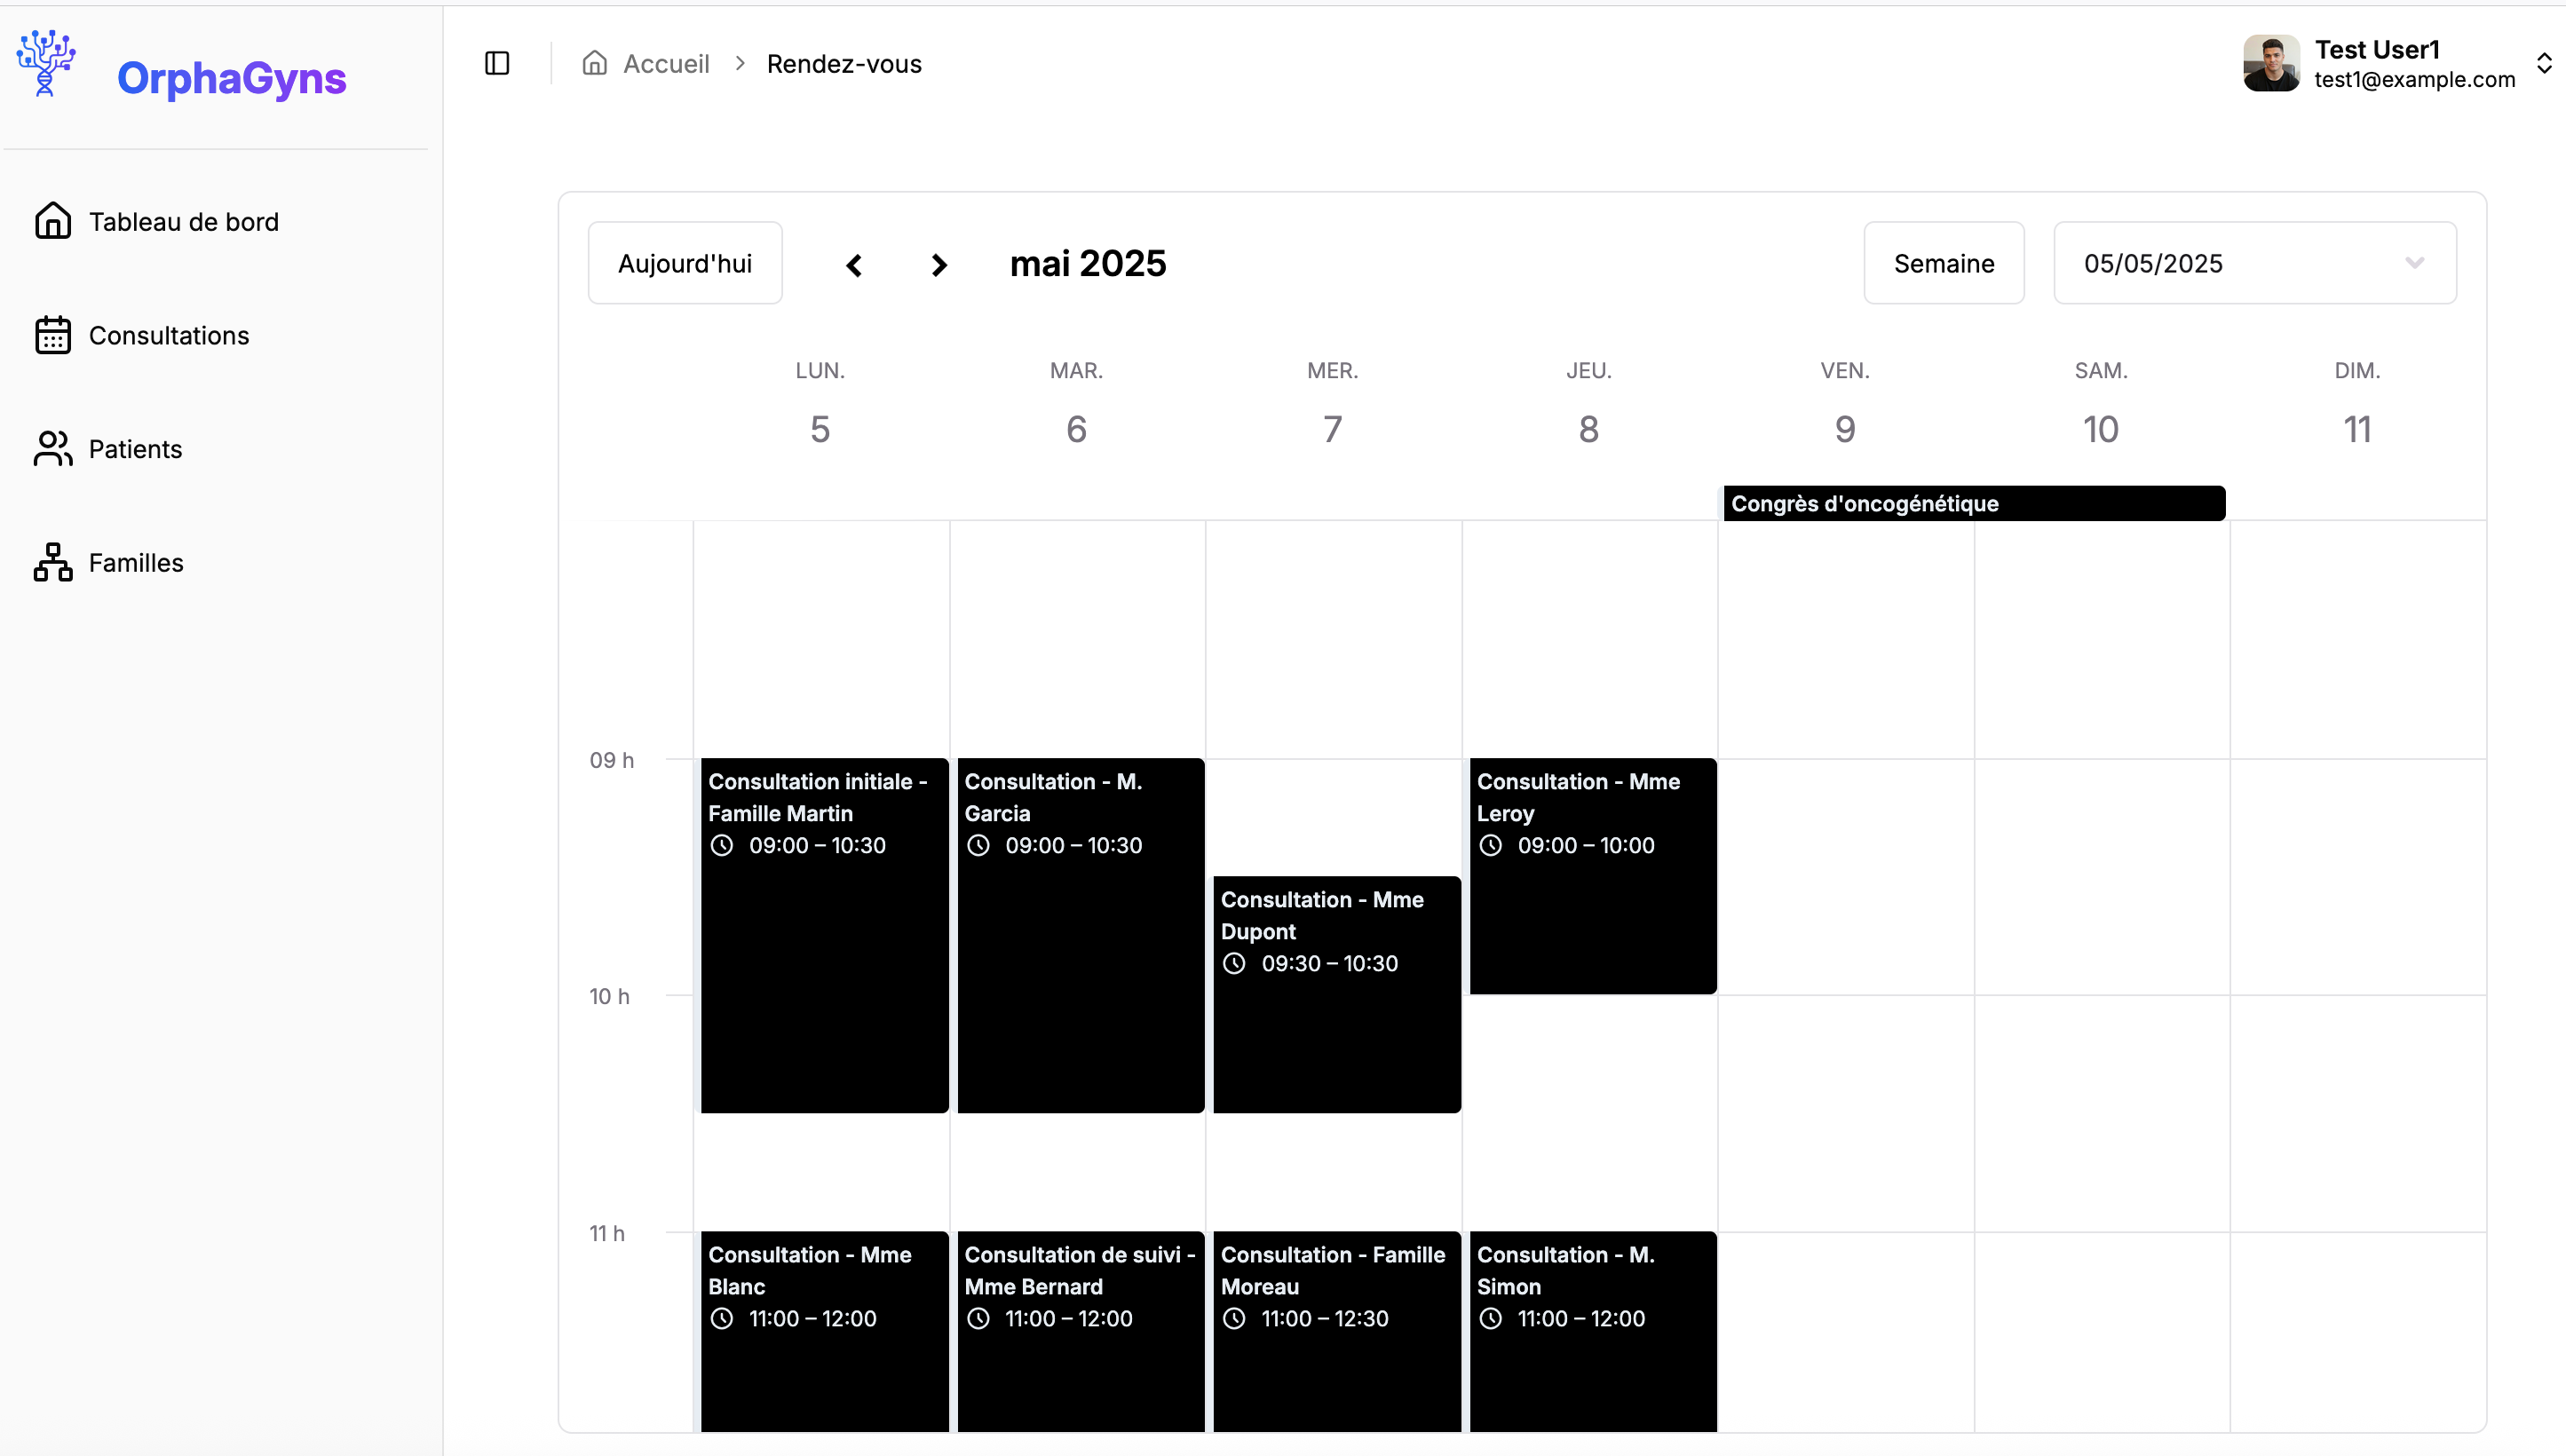 OrphaGyns
Tableau de bord
Consultations
Patients
Familles
Accueil > Rendez-vous
Test User1
test1@example.com
Aujourd'hui
mai 2025
Semaine
05/05/2025
LUN. MAR. MER. JEU. VEN. SAM. DIM.
5 6 7 8 9 10 11
Congrès d'oncogénétique
09 h
10 h
11 h
Consultation initiale -
Famille Martin
09:00 – 10:30
Consultation - Mme
Blanc
11:00 – 12:00
Consultation - M.
Garcia
09:00 – 10:30
Consultation de suivi -
Mme Bernard
11:00 – 12:00
Consultation - Mme
Dupont
09:30 – 10:30
Consultation - Famille
Moreau
11:00 – 12:30
Consultation - Mme
Leroy
09:00 – 10:00
Consultation - M.
Simon
11:00 – 12:00